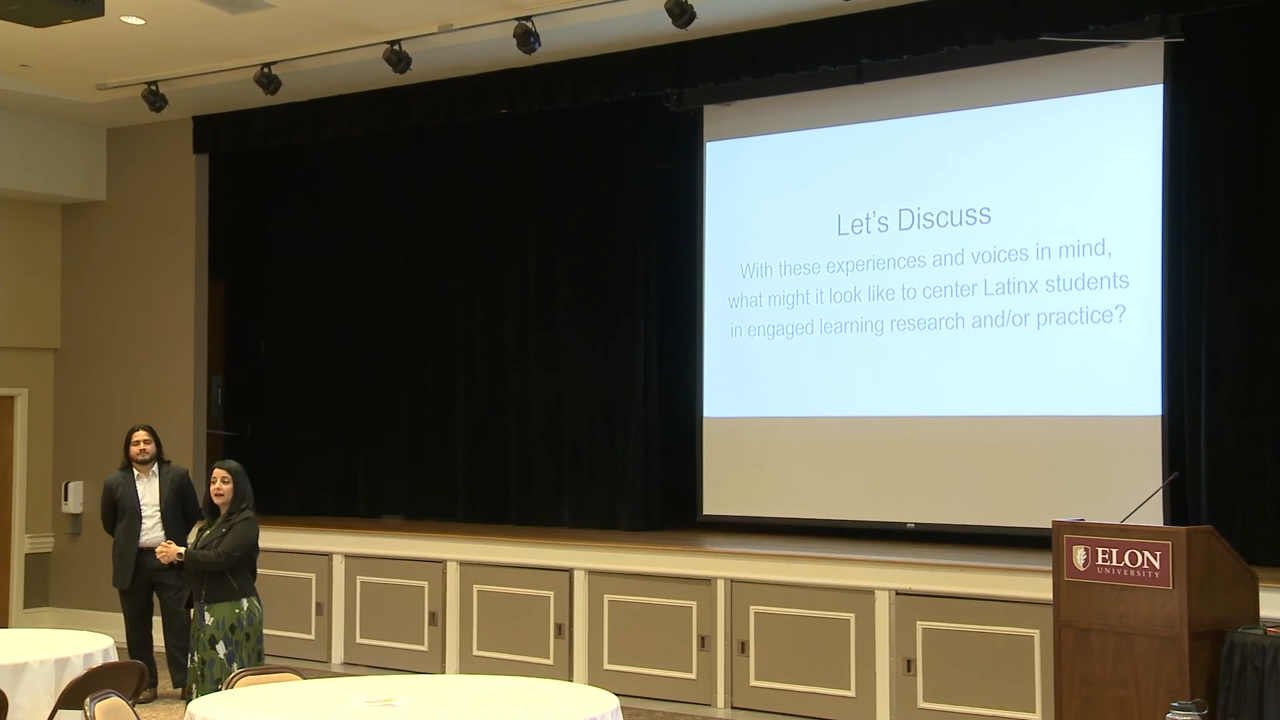 Let's Discuss
With these experiences and voices in mind,
what might it look like to center Latinx students
in engaged learning research and/or practice?
ELON
UNIVERSITY